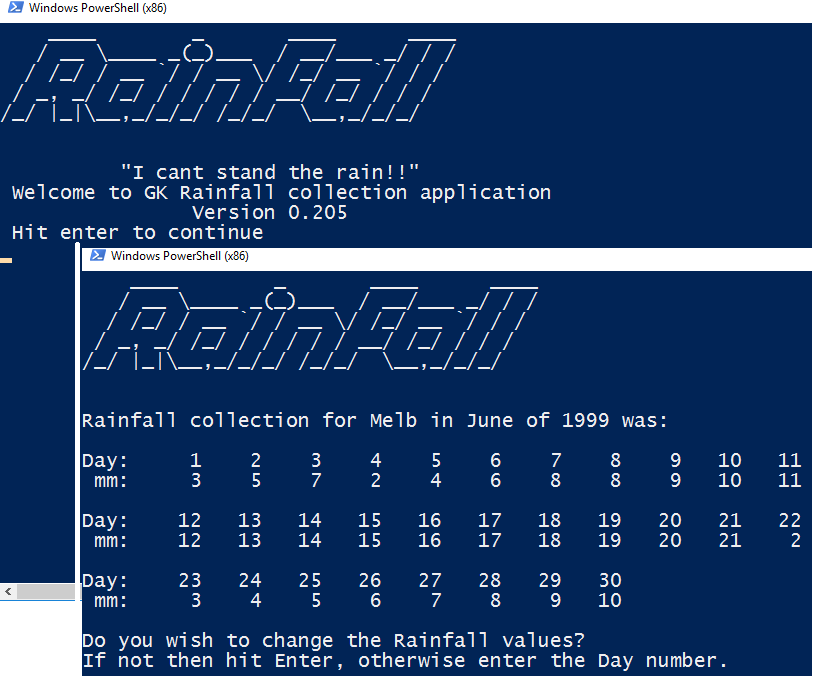 Windows PowerShell (x86)
RainFall
"I cant stand the rain!!"
Welcome to GK Rainfall collection application
Version 0.205
Hit enter to continue
Windows PowerShell (x86)
RainFall
Rainfall collection for Melb in June of 1999 was:
Day: 1 2 3 4 5 6 7 8 9 10 11
mm: 3 5 7 2 4 6 8 8 9 10 11
Day: 12 13 14 15 16 17 18 19 20 21 22
mm: 12 13 14 15 16 17 18 19 20 21 2
Day: 23 24 25 26 27 28 29 30
mm: 3 4 5 6 7 8 9 10
Do you wish to change the Rainfall values?
If not then hit Enter, otherwise enter the Day number.